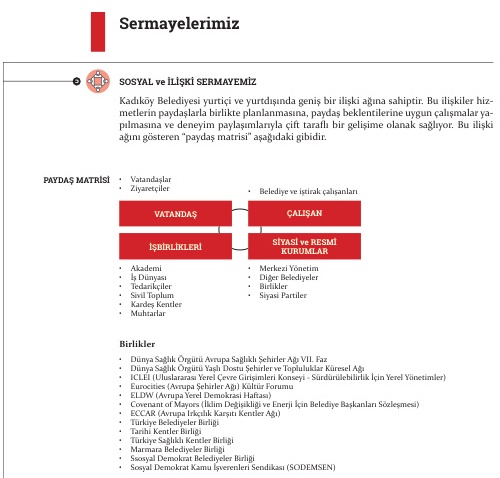 Sermayelerimiz
SOSYAL ve İLİŞKİ SERMAYEMİZ
Kadıköy Belediyesi yurtiçi ve yurtdışında geniş bir ilişki ağına sahiptir. Bu ilişkiler hiz-
metlerin paydaşlarla birlikte planlanmasına, paydaş beklentilerine uygun çalışmalar ya-
pılmasına ve deneyim paylaşımlarıyla çift taraflı bir gelişime olanak sağlıyor. Bu ilişki
ağını gösteren "paydaş matrisi" aşağıdaki gibidir.
PAYDAŞ MATRİSİ
• Vatandaşlar
• Ziyaretçiler
• Belediye ve iştirak çalışanları
VATANDAŞ
ÇALIŞAN
İŞBİRLİKLERİ
SİYASİ ve RESMİ
KURUMLAR
• Akademi
• İş Dünyası
• Tedarikçiler
• Sivil Toplum
• Kardeş Kentler
• Muhtarlar
• Merkezi Yönetim
• Diğer Belediyeler
• Birlikler
• Siyasi Partiler
Birlikler
• Dünya Sağlık Örgütü Avrupa Sağlıklı Şehirler Ağı VII. Faz
• Dünya Sağlık Örgütü Yaşlı Dostu Şehirler ve Topluluklar Küresel Ağı
• ICLEI (Uluslararası Yerel Çevre Girişimleri Konseyi - Sürdürülebilirlik İçin Yerel Yönetimler)
• Eurocities (Avrupa Şehirler Ağı) Kültür Forumu
• ELDW (Avrupa Yerel Demokrasi Haftası)
• Covenant of Mayors (İklim Değişikliği ve Enerji İçin Belediye Başkanları Sözleşmesi)
• ECCAR (Avrupa Irkçılık Karşıtı Kentler Ağı)
• Türkiye Belediyeler Birliği
• Tarihi Kentler Birliği
• Türkiye Sağlıklı Kentler Birliği
• Marmara Belediyeler Birliği
• Ssosyal Demokrat Belediyeler Birliği
• Sosyal Demokrat Kamu İşverenleri Sendikası (SODEMSEN)